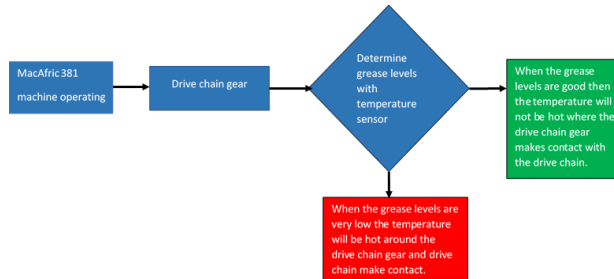 MacAfric 381
machine operating
Drive chain gear
Determine
grease levels
with
temperature
sensor
When the grease
levels are good then
the temperature will
not be hot where the
drive chain gear
makes contact with
the drive chain.
When the grease levels are
very low the temperature
will be hot around the
drive chain gear and drive
chain make contact.